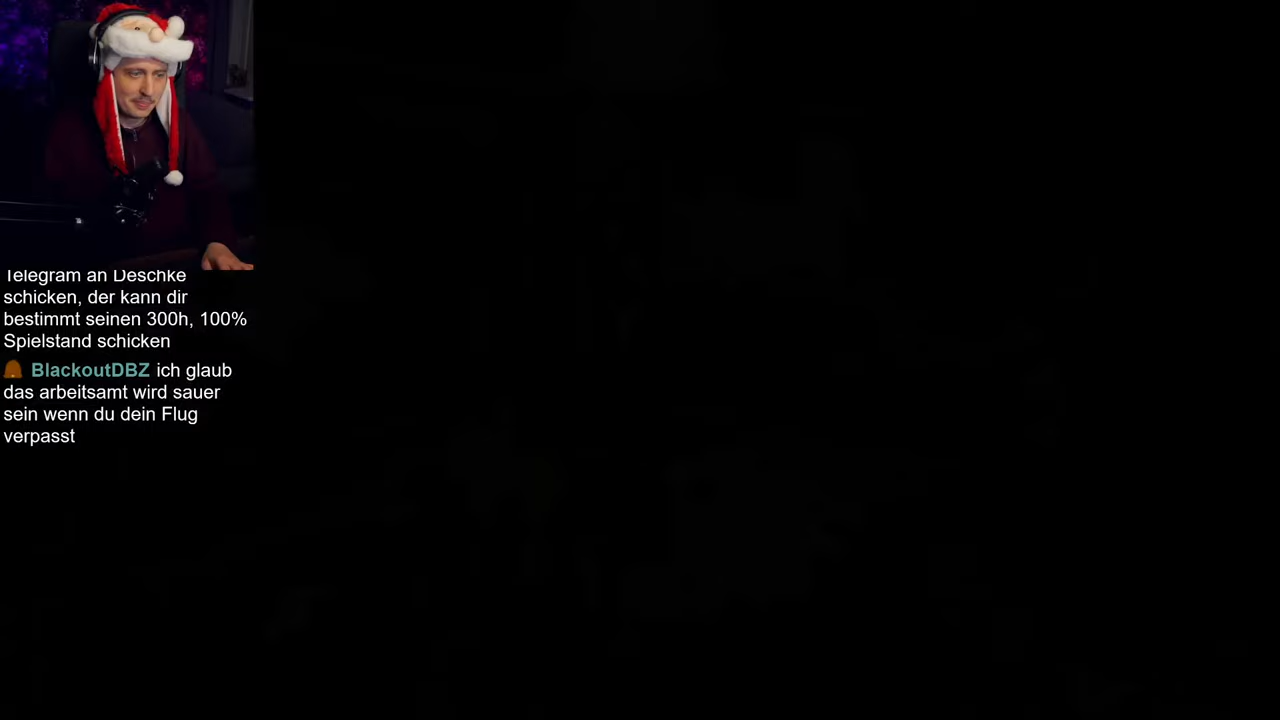 Telegram an Deschke
schicken, der kann dir
bestimmt seinen 300h, 100%
Spielstand schicken
BlackoutDBZ ich glaub
das arbeitsamt wird sauer
sein wenn du dein Flug
verpasst